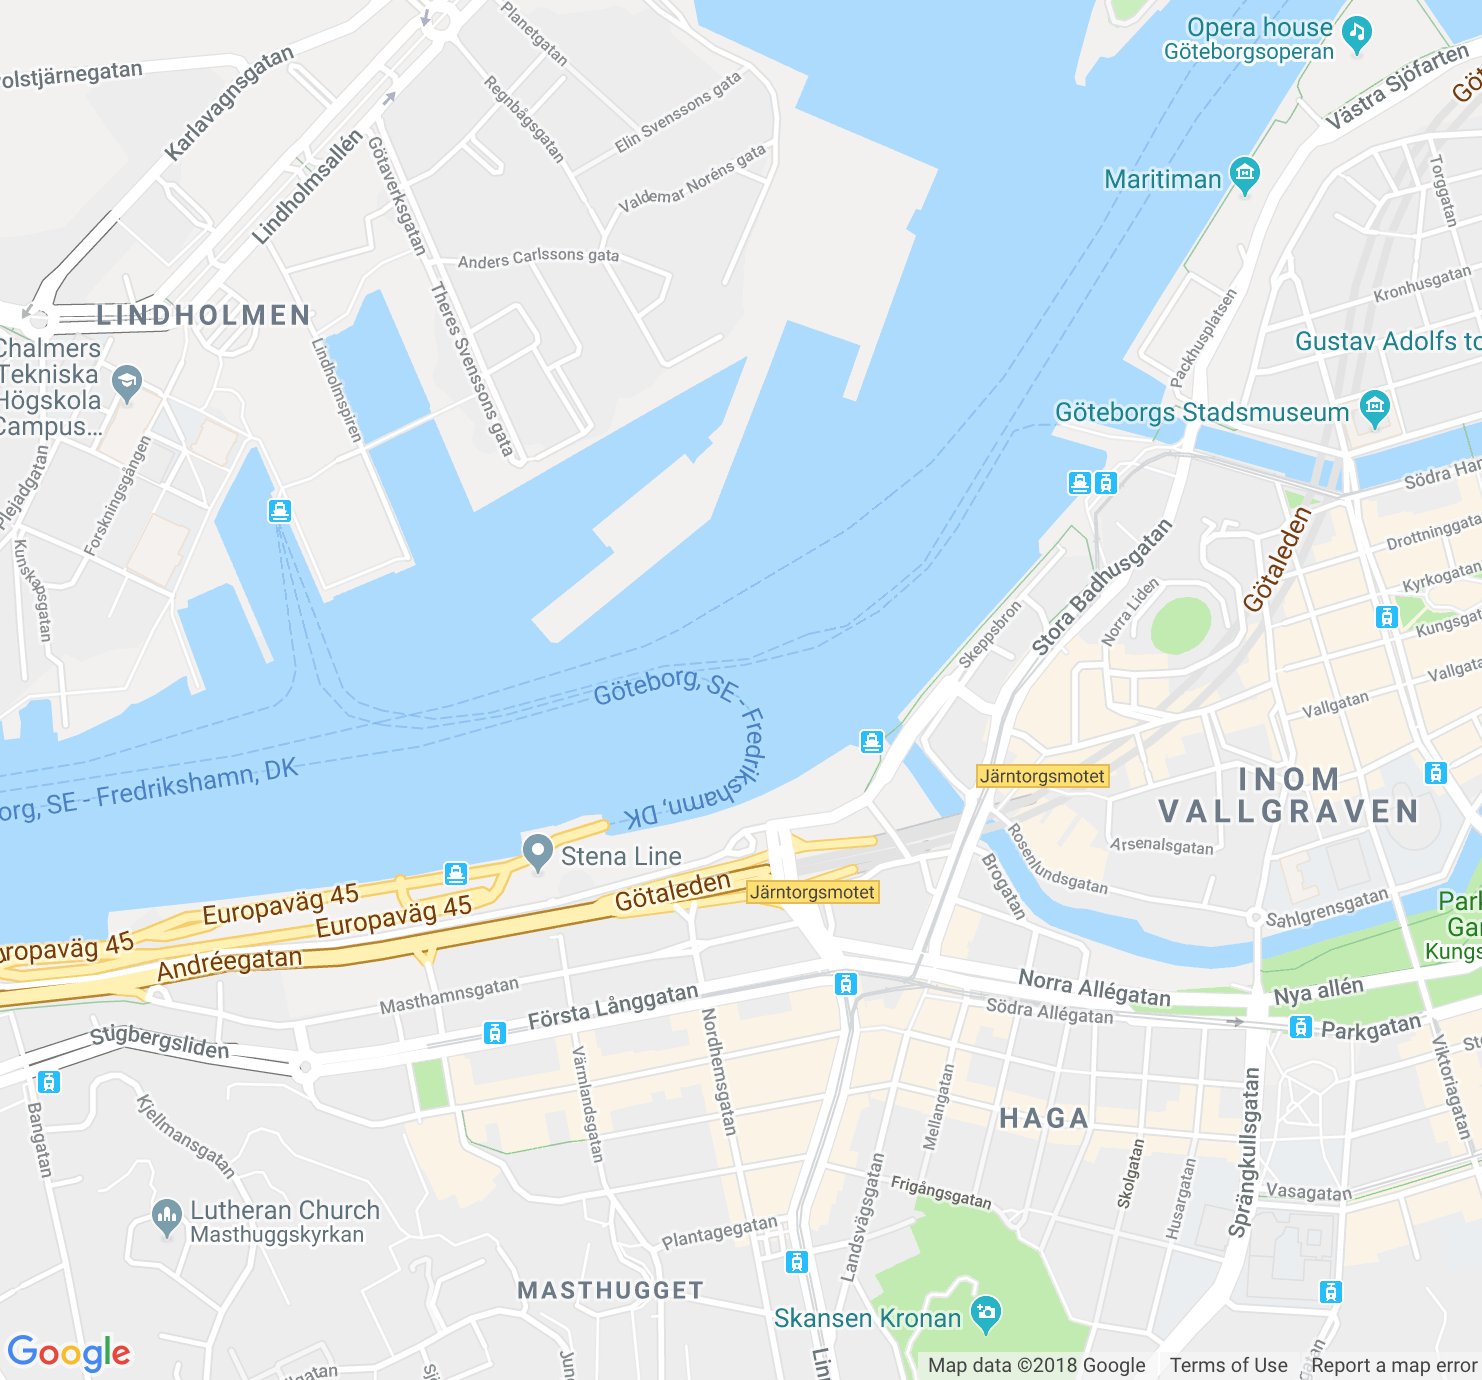 Opera house
Göteborgsoperan
Planetgatan
Karlavagnsgatan
Västra Sjöfarten
Regnbågsgatan
Elin Svenssons gata
Lindholmsallén
Götaverksgatan
Valdemar Noréns gata
Maritiman
Torggatan
Anders Carlssons gata
Kronhusgatan
LINDHOLMEN
Theres Svenssons gata
Packhusplatsen
Gustav Adolfs to
Chalmers
Tekniska
Högskola
Campus...
Lindholmspiren
Göteborgs Stadsmuseum
Plejadgatan
Forskningsgången
Södra Han
Götaleden
Drottninggata
Kunskapsgatan
Stora Badhusgatan
Norra Liden
Kyrkogatan
Kungsgat
Skeppsbron
Vallgata
Göteborg, SE - Fredrikshamn, DK
Vallgatan
org, SE - Fredrikshamn, DK
Järntorgsmotet
INOM
VALLGRAVEN
Stena Line
Arsenalsgatan
Rosenlundsgatan
Brogatan
Götaleden
Järntorgsmotet
Europaväg 45
Europaväg 45
uropaväg 45
Sahlgrensgatan
Andréegatan
Masthamnsgatan
Första Långgatan
Norra Allégatan
Södra Allégatan
Nya allén
Parkgatan
Stigbergsliden
Nordhemsgatan
Värmlandsgatan
Viktoriagatan
Bangatan
Kjellmansgatan
Mellangatan
HAGA
Sprängkullsgatan
Skolgatan
Husargatan
Frigångsgatan
Vasagatan
Lutheran Church
Masthuggskyrkan
Plantagegatan
Landsvägsgatan
MASTHUGGET
Skansen Kronan
Google
Map data ©2018 Google
Terms of Use
Report a map error